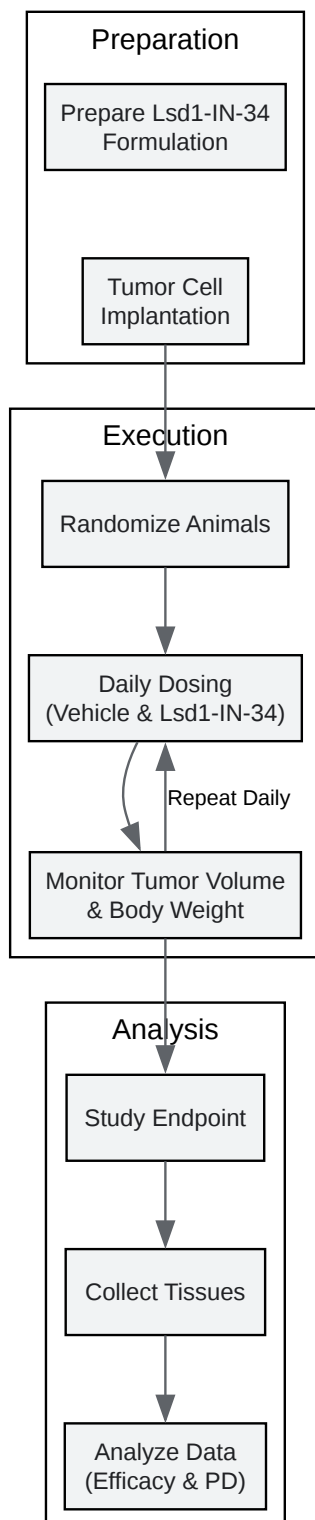 Preparation
Prepare Lsd1-IN-34
Formulation
Tumor Cell
Implantation
Execution
Randomize Animals
Daily Dosing
(Vehicle & Lsd1-IN-34)
Repeat Daily
Monitor Tumor Volume
& Body Weight
Analysis
Study Endpoint
Collect Tissues
Analyze Data
(Efficacy & PD)